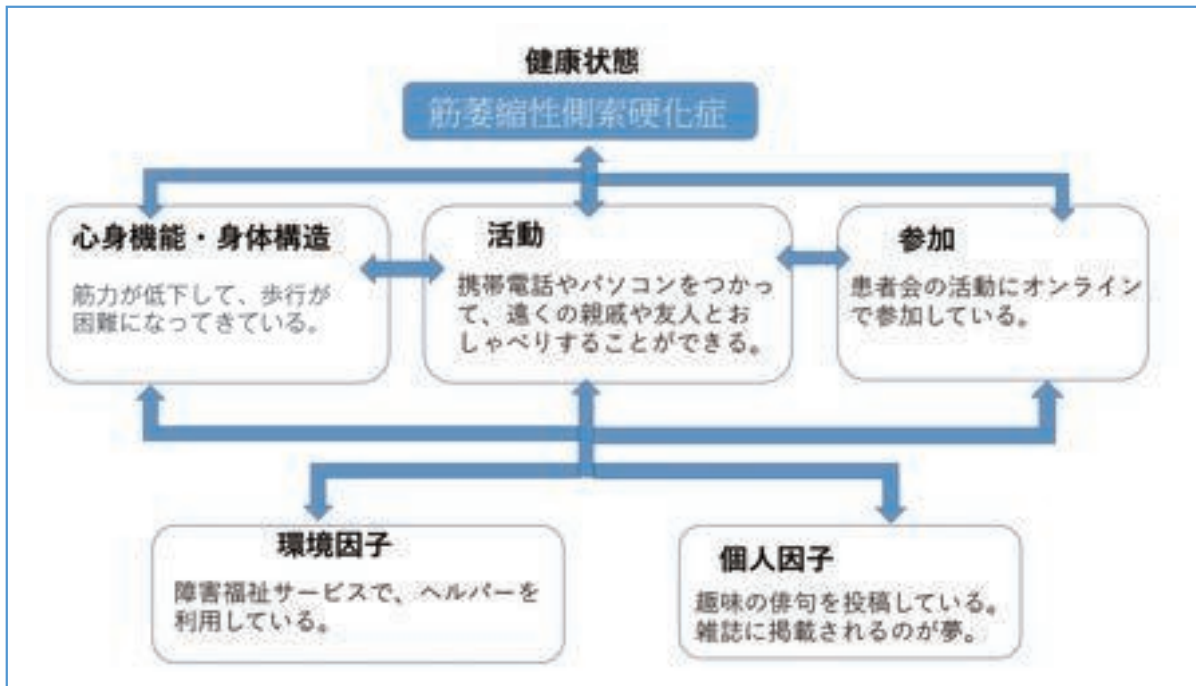 健康状態
筋萎縮性側索硬化症
心身機能・身体構造
筋力が低下して、歩行が
困難になってきている。
活動
携帯電話やパソコンをつかっ
て、遠くの親戚や友人とお
しゃべりすることができる。
参加
患者会の活動にオンライン
で参加している。
環境因子
障害福祉サービスで、ヘルパーを
利用している。
個人因子
趣味の俳句を投稿している。
雑誌に掲載されるのが夢。